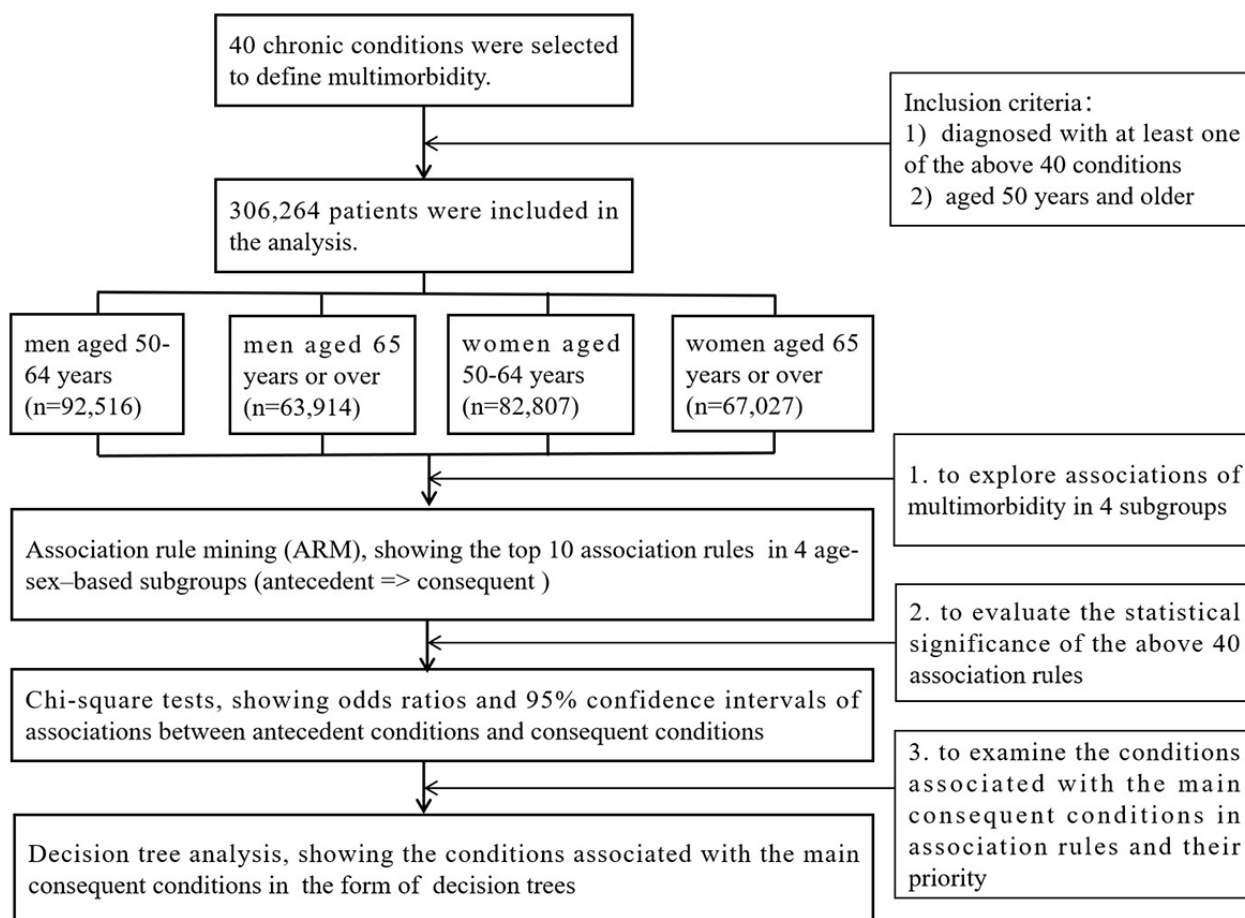 40 chronic conditions were selected
to define multimorbidity.
Inclusion criteria：
1) diagnosed with at least one
of the above 40 conditions
2) aged 50 years and older
306,264 patients were included in
the analysis.
men aged 50-
64 years
(n=92,516)
men aged 65
years or over
(n=63,914)
women aged
50-64 years
(n=82,807)
women aged 65
years or over
(n=67,027)
1. to explore associations of
multimorbidity in 4 subgroups
Association rule mining (ARM), showing the top 10 association rules in 4 age-
sex–based subgroups (antecedent => consequent )
2. to evaluate the statistical
significance of the above 40
association rules
Chi-square tests, showing odds ratios and 95% confidence intervals of
associations between antecedent conditions and consequent conditions
3. to examine the conditions
associated with the main
consequent conditions in
association rules and their
priority
Decision tree analysis, showing the conditions associated with the main
consequent conditions in the form of decision trees